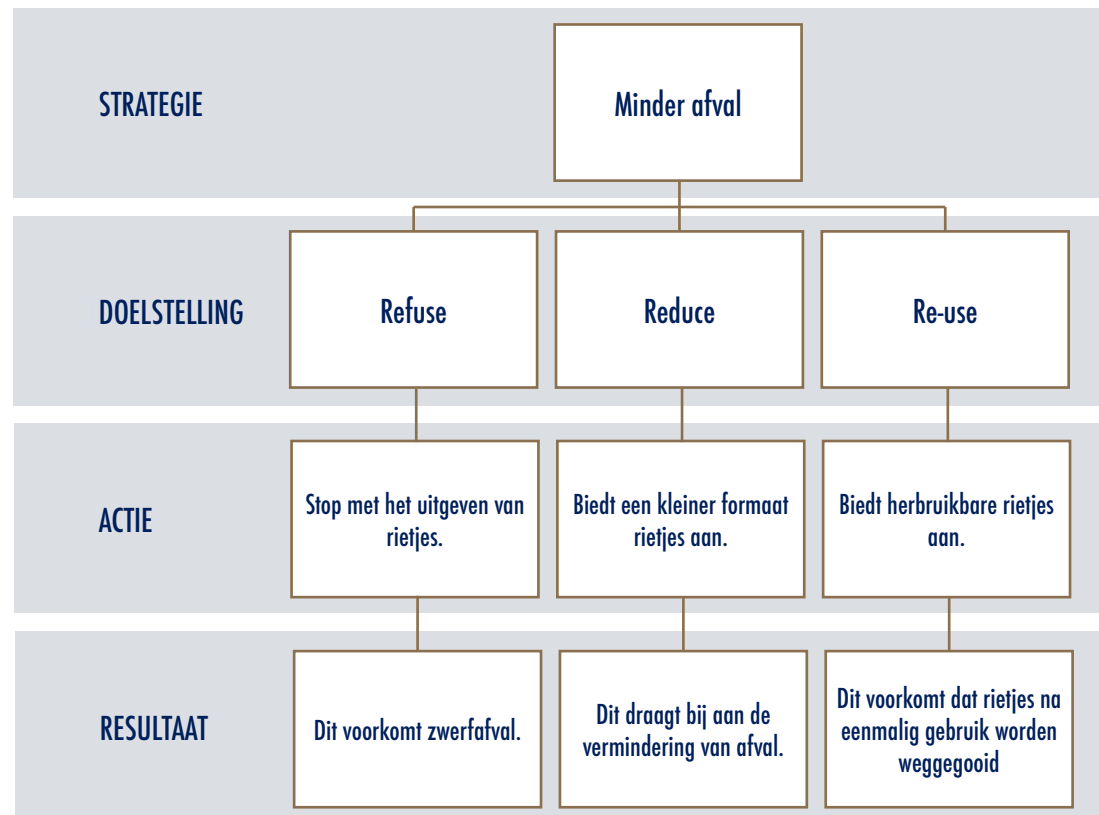 STRATEGIE
Minder afval
DOELSTELLING
Refuse
Reduce
Re-use
ACTIE
Stop met het uitgeven van
rietjes.
Biedt een kleiner formaat
rietjes aan.
Biedt herbruikbare rietjes
aan.
RESULTAAT
Dit voorkomt zwerfafval.
Dit draagt bij aan de
vermindering van afval.
Dit voorkomt dat rietjes na
eenmalig gebruik worden
weggegooid